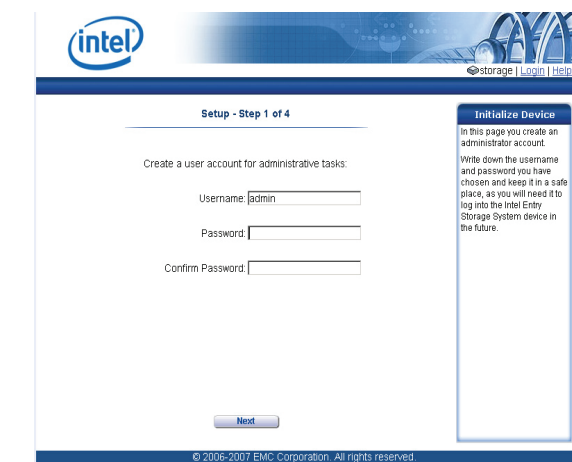 intel
storage | Login | Help
Setup - Step 1 of 4
Create a user account for administrative tasks:
Username: admin
Password:
Confirm Password:
Next
Initialize Device
In this page you create an
administrator account.
Write down the username
and password you have
chosen and keep it in a safe
place, as you will need it to
log into the Intel Entry
Storage System device in
the future.
© 2006-2007 EMC Corporation. All rights reserved.